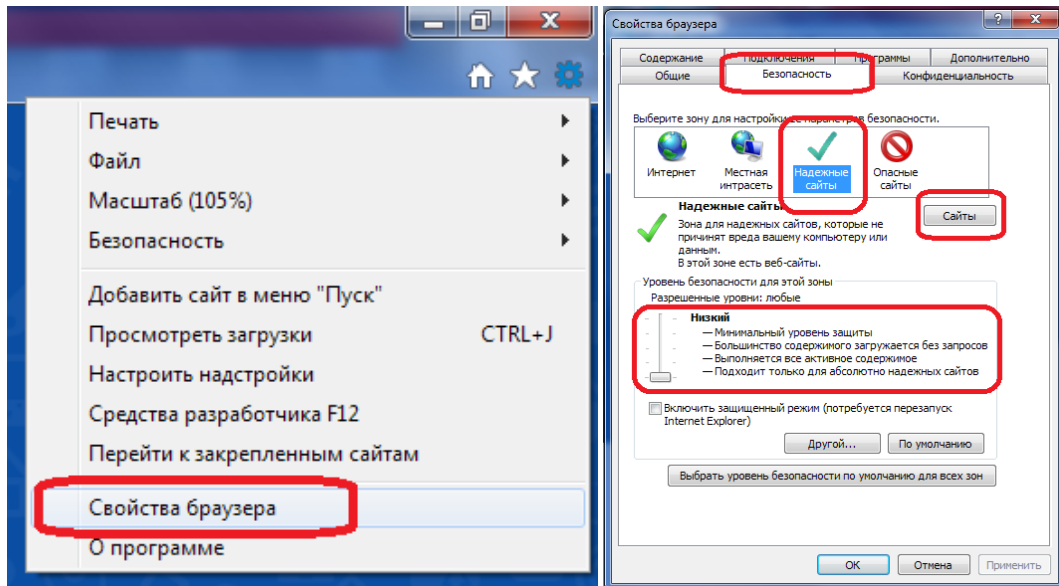 Печать
Файл
Масштаб (105%)
Безопасность
Добавить сайт в меню "Пуск"
Просмотреть загрузки CTRL+J
Настроить надстройки
Средства разработчика F12
Перейти к закрепленным сайтам
Свойства браузера
О программе
Свойства браузера
Содержание Подключения Программы Дополнительно
Общие Безопасность Конфиденциальность
Выберите зону для настройки ее параметров безопасности.
Интернет Местная интрасеть Надежные сайты Опасные сайты
Надежные сайты
Сайты
Зона для надежных сайтов, которые не
причинят вреда вашему компьютеру или
данным.
В этой зоне есть веб-сайты.
Уровень безопасности для этой зоны
Разрешенные уровни: любые
Низкий
— Минимальный уровень защиты
— Большинство содержимого загружается без запросов
— Выполняется все активное содержимое
— Подходит только для абсолютно надежных сайтов
Включить защищенный режим (потребуется перезапуск
Internet Explorer)
Другой... По умолчанию
Выбрать уровень безопасности по умолчанию для всех зон
ОК Отмена Применить